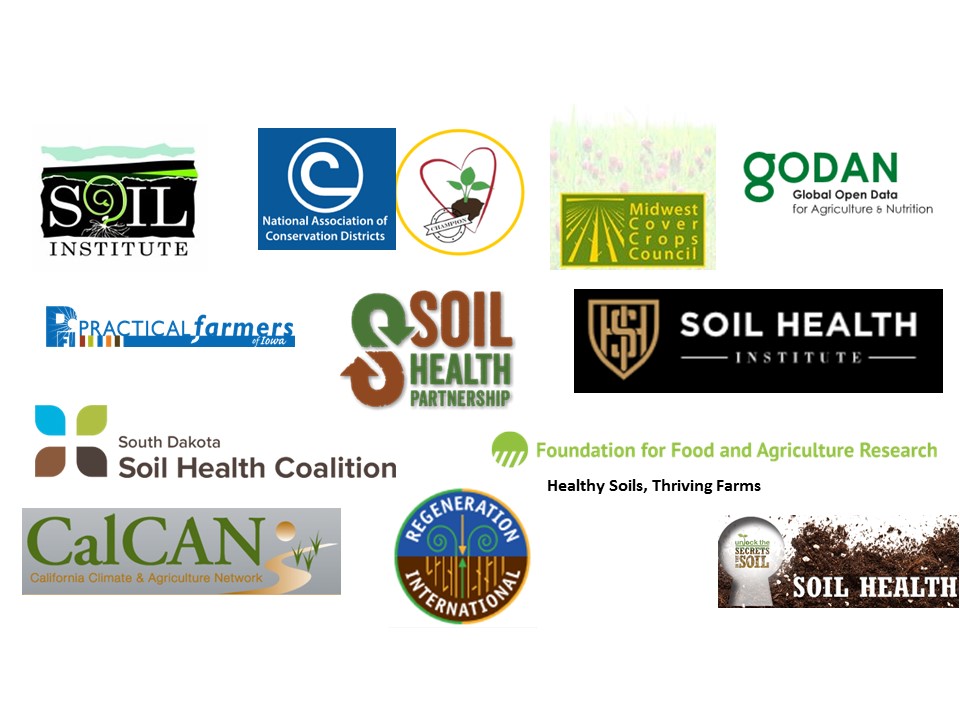 SOIL
INSTITUTE
National Association of
Conservation Districts
CHAMPION
Midwest
Cover
Crops
Council
GODAN
Global Open Data
for Agriculture & Nutrition
PFI PRACTICAL farmers
of Iowa
SOIL
HEALTH
PARTNERSHIP
SOIL HEALTH
INSTITUTE
South Dakota
Soil Health Coalition
Foundation for Food and Agriculture Research
Healthy Soils, Thriving Farms
CalCAN
California Climate & Agriculture Network
REGENERATION
INTERNATIONAL
unlock the
SECRETS
IN THE
SOIL
SOIL HEALTH